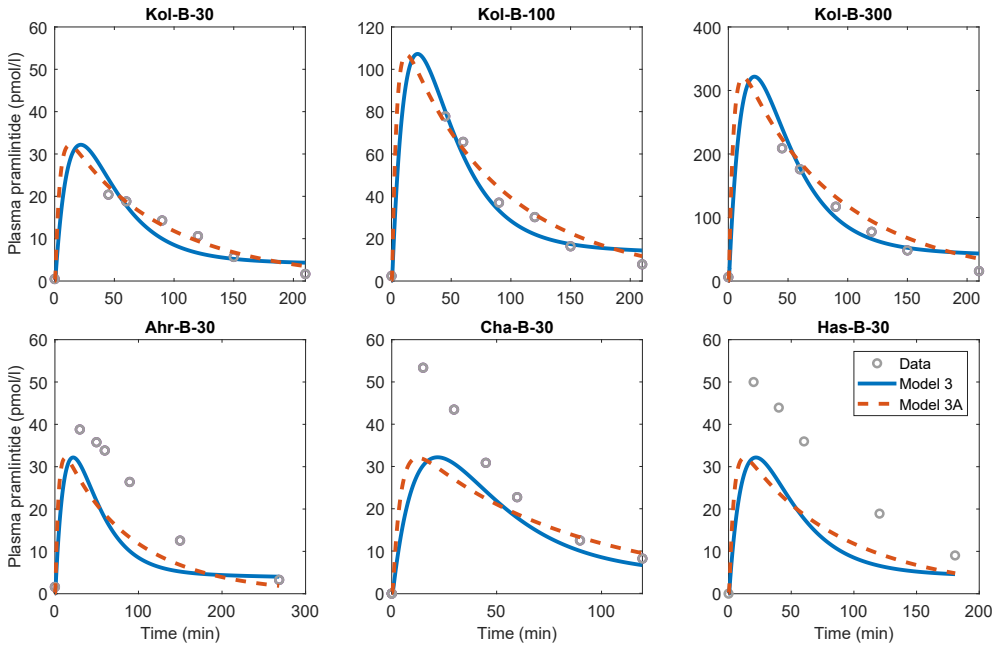 Kol-B-30
Kol-B-100
Kol-B-300
Plasma pramlintide (pmol/l)
60
50
40
30
20
10
0
0 50 100 150 200
120
100
80
60
40
20
0
0 50 100 150 200
400
300
200
100
0
0 50 100 150 200
Ahr-B-30
Cha-B-30
Has-B-30
Plasma pramlintide (pmol/l)
60
50
40
30
20
10
0
0 100 200 300
Time (min)
60
50
40
30
20
10
0
0 50 100
Time (min)
60
50
40
30
20
10
0
0 50 100 150 200
Time (min)
Data
Model 3
Model 3A